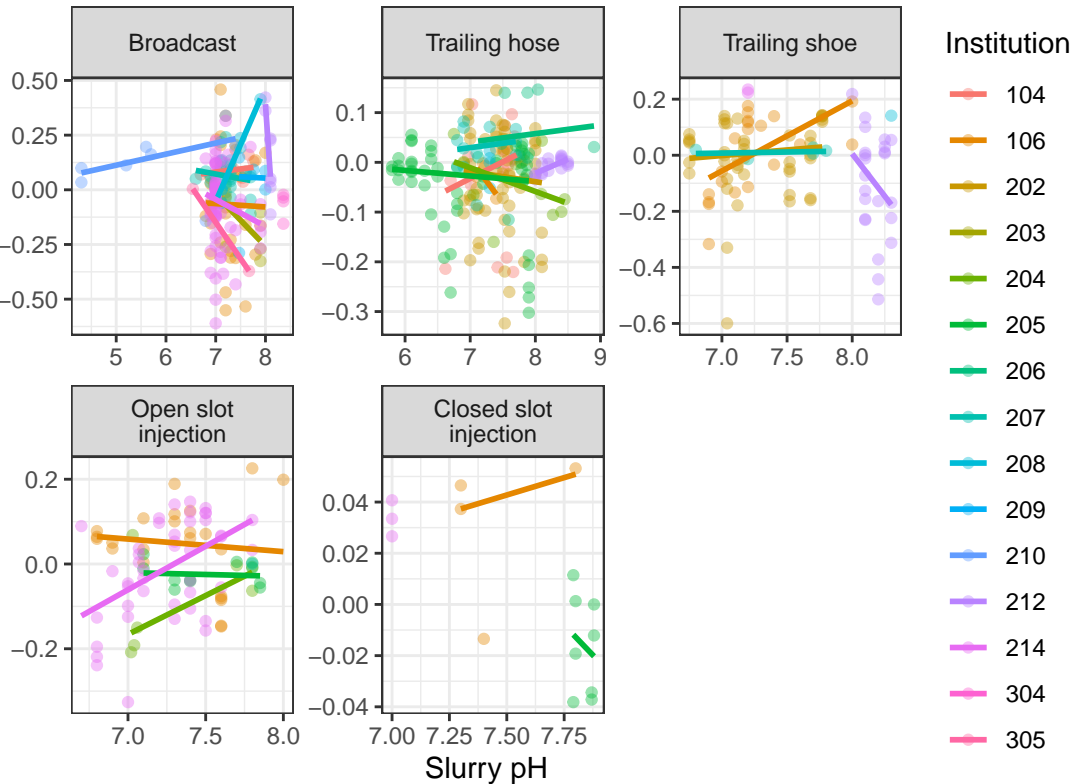 Broadcast
Trailing hose
Trailing shoe
Institution
0.50
0.25
0.00
−0.25
−0.50
5 6 7 8
0.1
0.0
−0.1
−0.2
−0.3
6 7 8 9
0.2
0.0
−0.2
−0.4
−0.6
7.0 7.5 8.0
Open slot
injection
Closed slot
injection
0.2
0.0
−0.2
7.0 7.5 8.0
0.04
0.02
0.00
−0.02
−0.04
7.00 7.25 7.50 7.75
Slurry pH
104
106
202
203
204
205
206
207
208
209
210
212
214
304
305